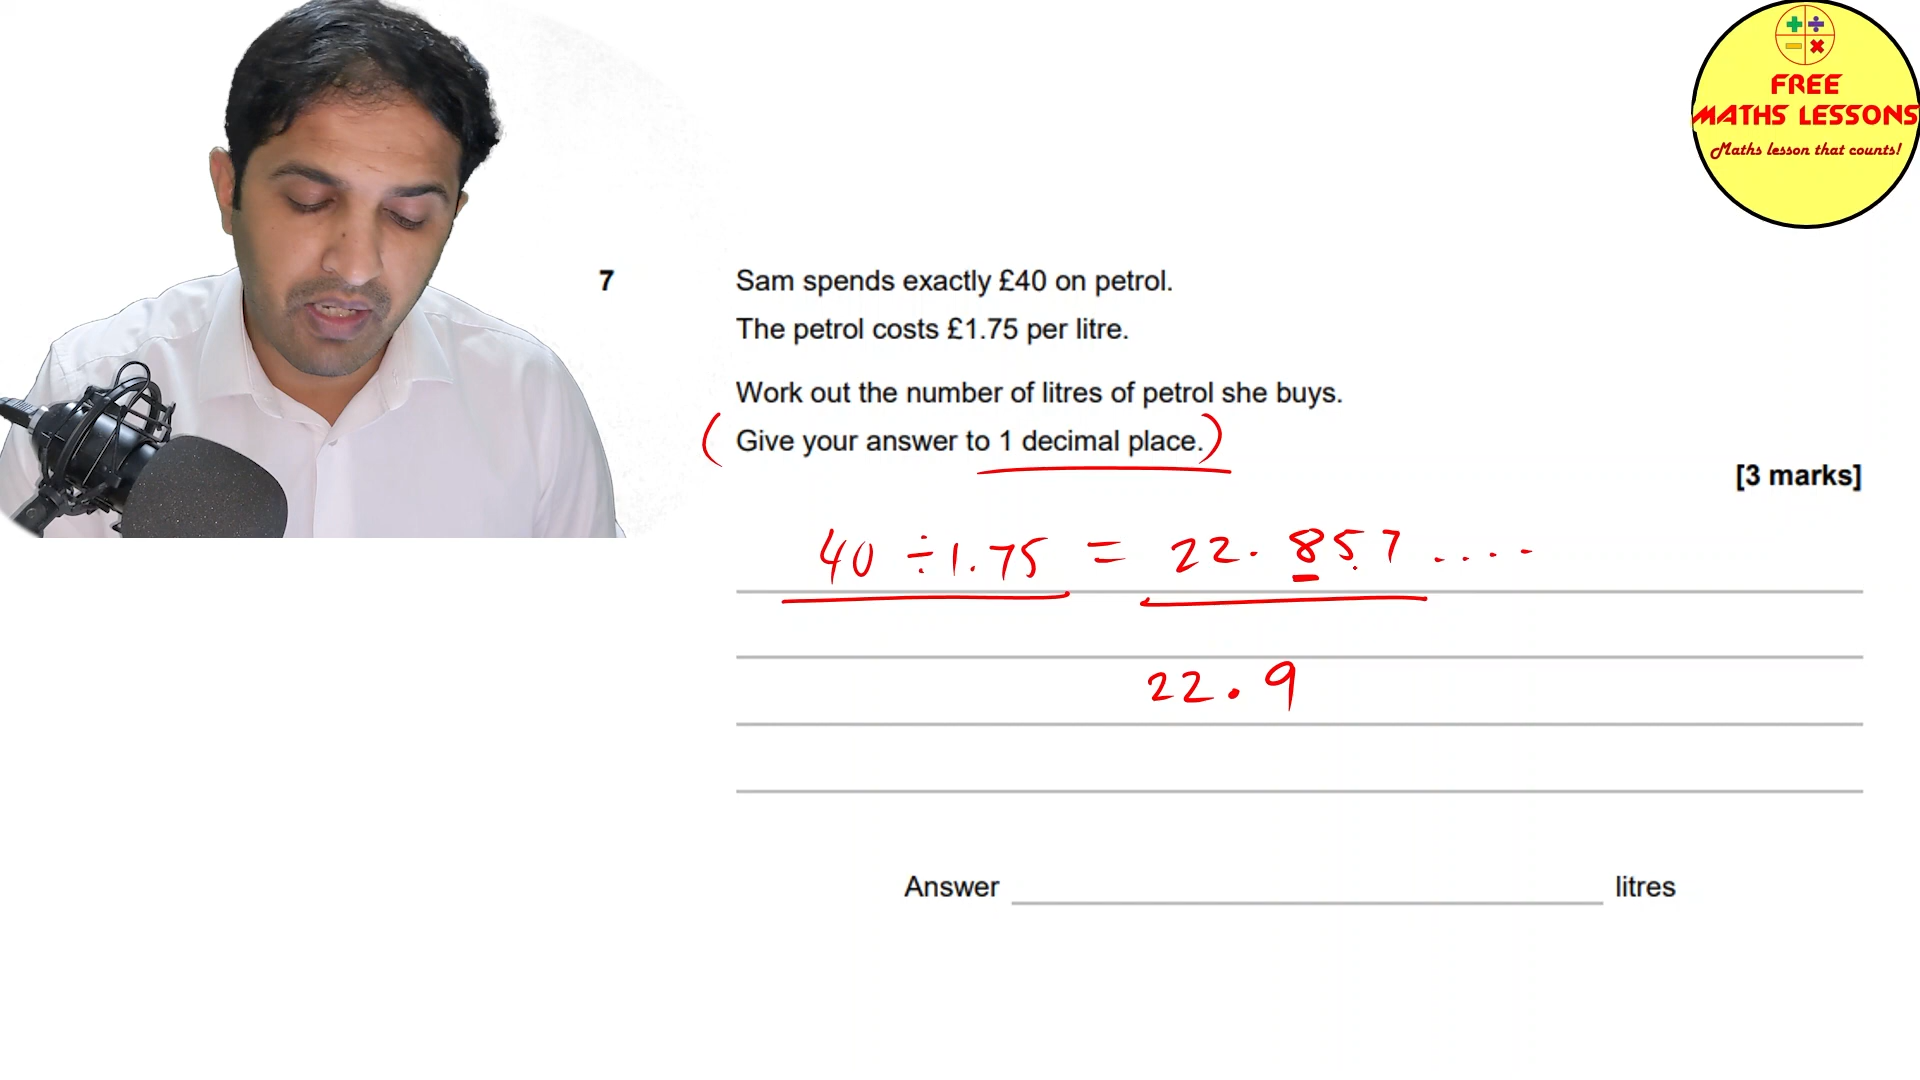 FREE
MATHS LESSONS
Maths lesson that counts!
7 Sam spends exactly £40 on petrol.
The petrol costs £1.75 per litre.
Work out the number of litres of petrol she buys.
(Give your answer to 1 decimal place.)
[3 marks]
40 ÷ 1.75 = 22.857....
22.9
Answer litres